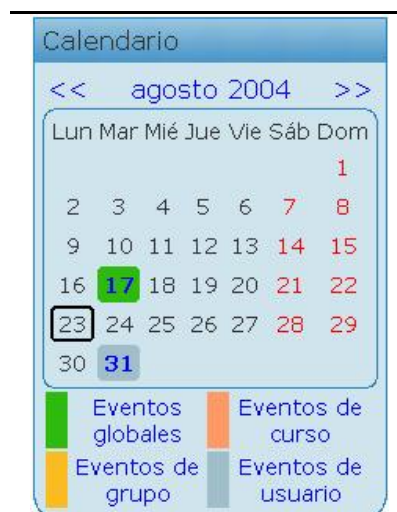 Calendario
<< agosto 2004 >>
Lun Mar Mié Jue Vie Sáb Dom
1
2 3 4 5 6 7 8
9 10 11 12 13 14 15
16 17 18 19 20 21 22
23 24 25 26 27 28 29
30 31
Eventos globales
Eventos de curso
Eventos de grupo
Eventos de usuario